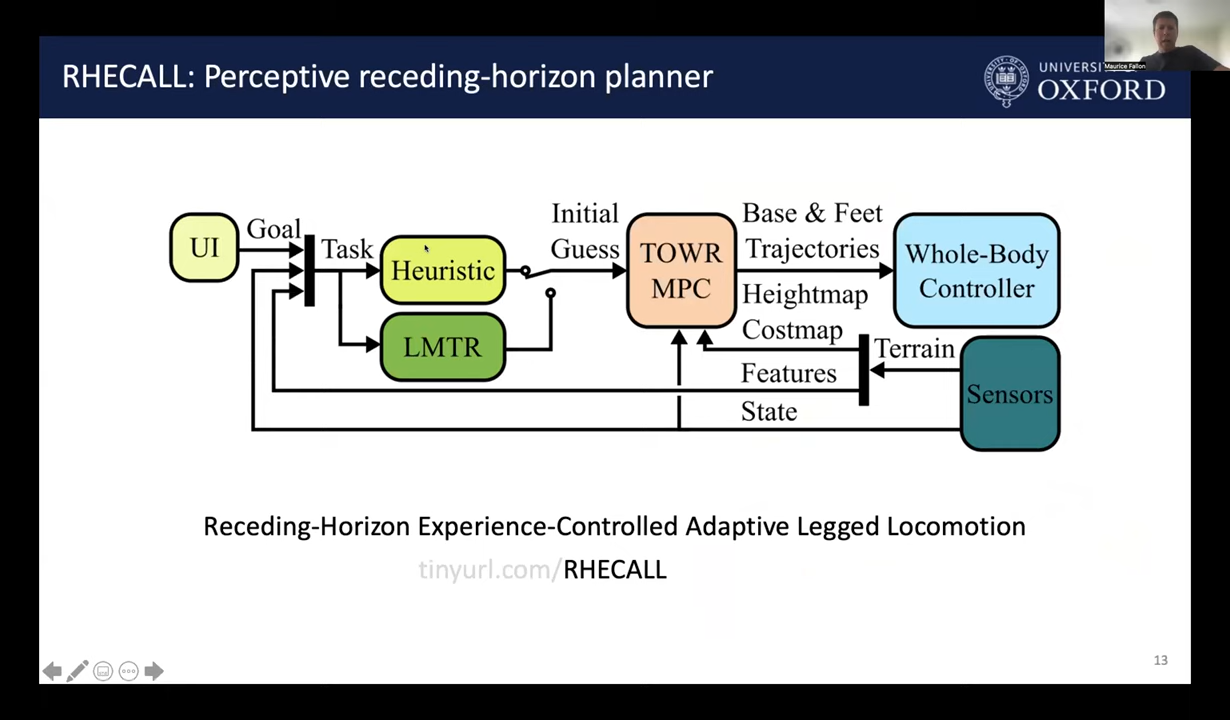 Maurice Fallon
RHECALL: Perceptive receding-horizon planner
UNIVERSI
OXFORD
UI
Goal
Task
Heuristic
LMTR
Initial
Guess
TOWR
MPC
Base & Feet
Trajectories
Heightmap
Costmap
Features
State
Whole-Body
Controller
Terrain
Sensors
Receding-Horizon Experience-Controlled Adaptive Legged Locomotion
tinyurl.com/RHECALL
13